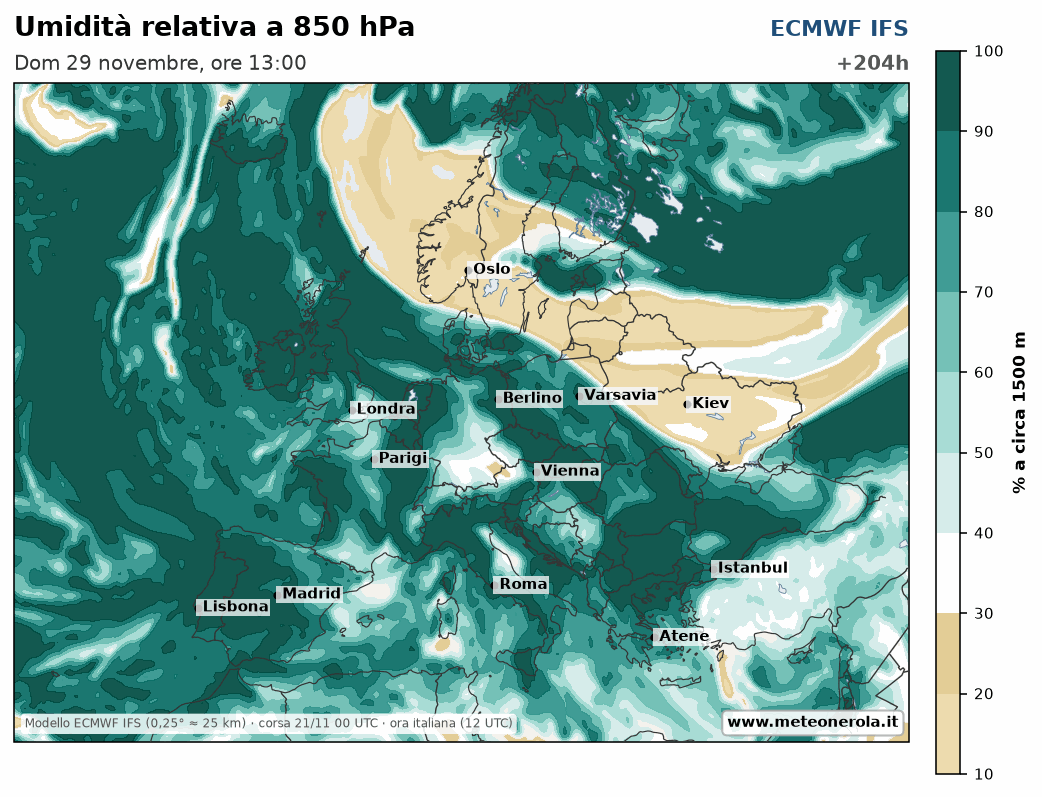 Umidità relativa a 850 hPa
ECMWF IFS
Dom 29 novembre, ore 13:00
+204h
100
90
80
70
60
50
40
30
20
10
% a circa 1500 m
Oslo
Londra
Berlino
Varsavia
Kiev
Parigi
Vienna
Istanbul
Roma
Madrid
Lisbona
Atene
Modello ECMWF IFS (0,25° ≈ 25 km) · corsa 21/11 00 UTC · ora italiana (12 UTC)
www.meteonerola.it